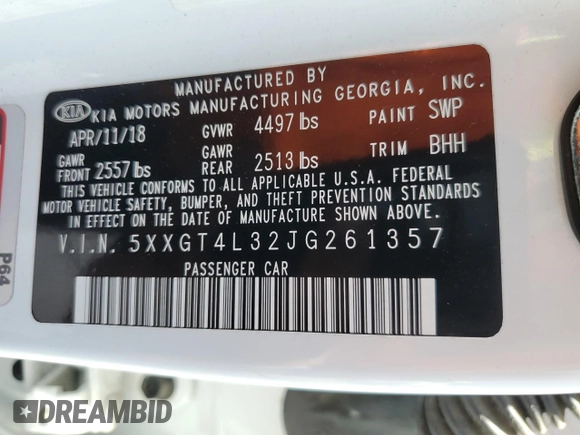 MANUFACTURED BY
KIA KIA MOTORS MANUFACTURING GEORGIA, INC.
APR/11/18 GVWR 4497 lbs PAINT SWP
GAWR FRONT 2557 lbs GAWR REAR 2513 lbs TRIM BHH
THIS VEHICLE CONFORMS TO ALL APPLICABLE U.S.A. FEDERAL
MOTOR VEHICLE SAFETY, BUMPER, AND THEFT PREVENTION STANDARDS
IN EFFECT ON THE DATE OF MANUFACTURE SHOWN ABOVE.
V.I.N. 5XXGT4L32JG261357
PASSENGER CAR
P64
DREAMBID